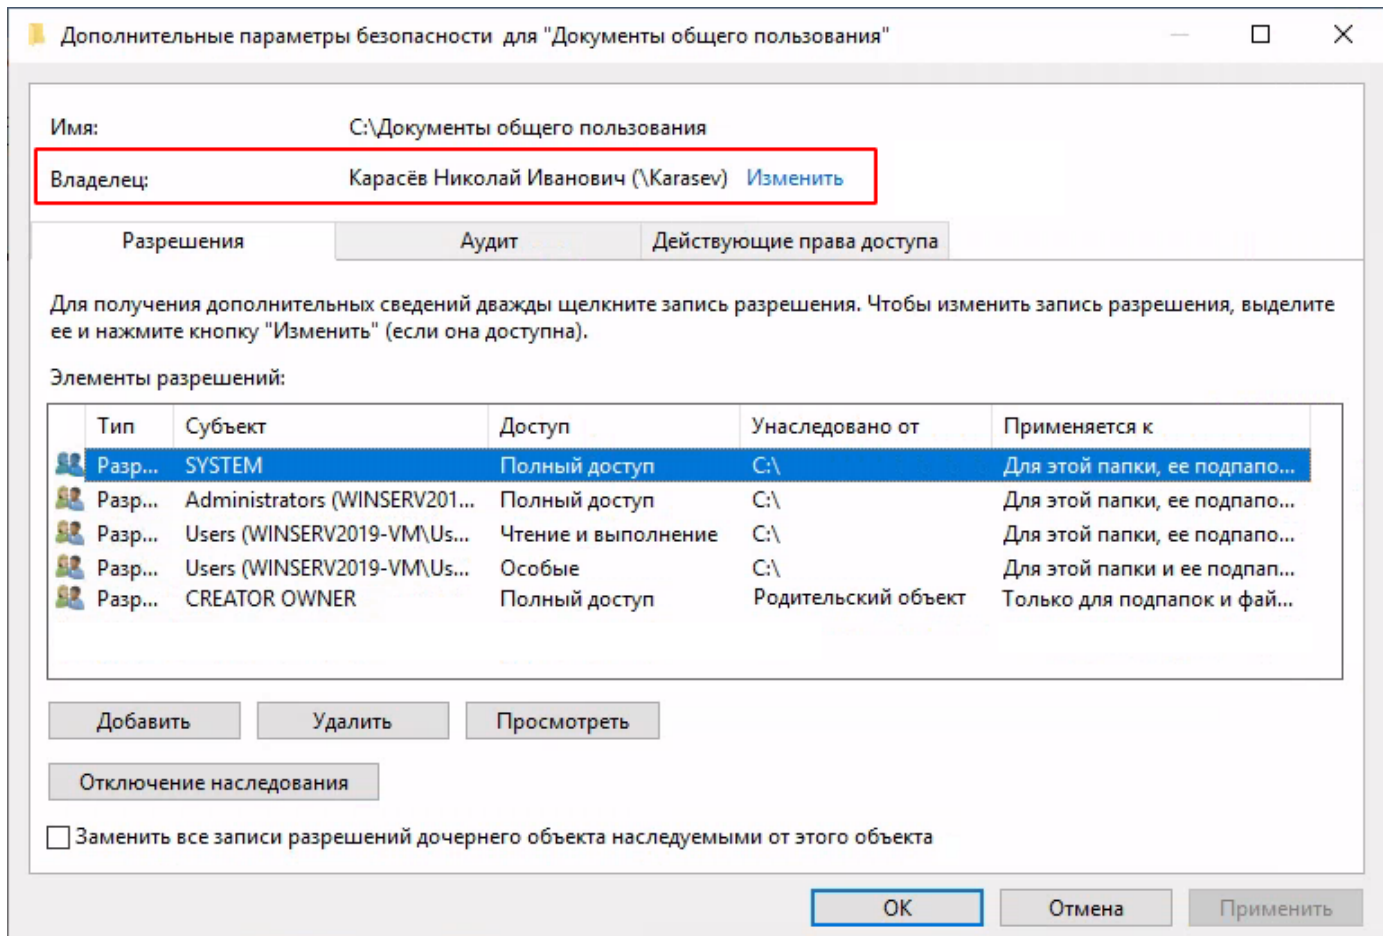 Дополнительные параметры безопасности для "Документы общего пользования"
Имя: C:\Документы общего пользования
Владелец: Карасёв Николай Иванович (\Karasev) Изменить
Разрешения Аудит Действующие права доступа
Для получения дополнительных сведений дважды щелкните запись разрешения. Чтобы изменить запись разрешения, выделите
ее и нажмите кнопку "Изменить" (если она доступна).
Элементы разрешений:
Тип Субъект Доступ Унаследовано от Применяется к
Разр... SYSTEM Полный доступ C:\ Для этой папки, ее подпапо...
Разр... Administrators (WINSERV201... Полный доступ C:\ Для этой папки, ее подпапо...
Разр... Users (WINSERV2019-VM\Us... Чтение и выполнение C:\ Для этой папки, ее подпапо...
Разр... Users (WINSERV2019-VM\Us... Особые C:\ Для этой папки и ее подпап...
Разр... CREATOR OWNER Полный доступ Родительский объект Только для подпапок и фай...
Добавить Удалить Просмотреть
Отключение наследования
Заменить все записи разрешений дочернего объекта наследуемыми от этого объекта
ОК Отмена Применить